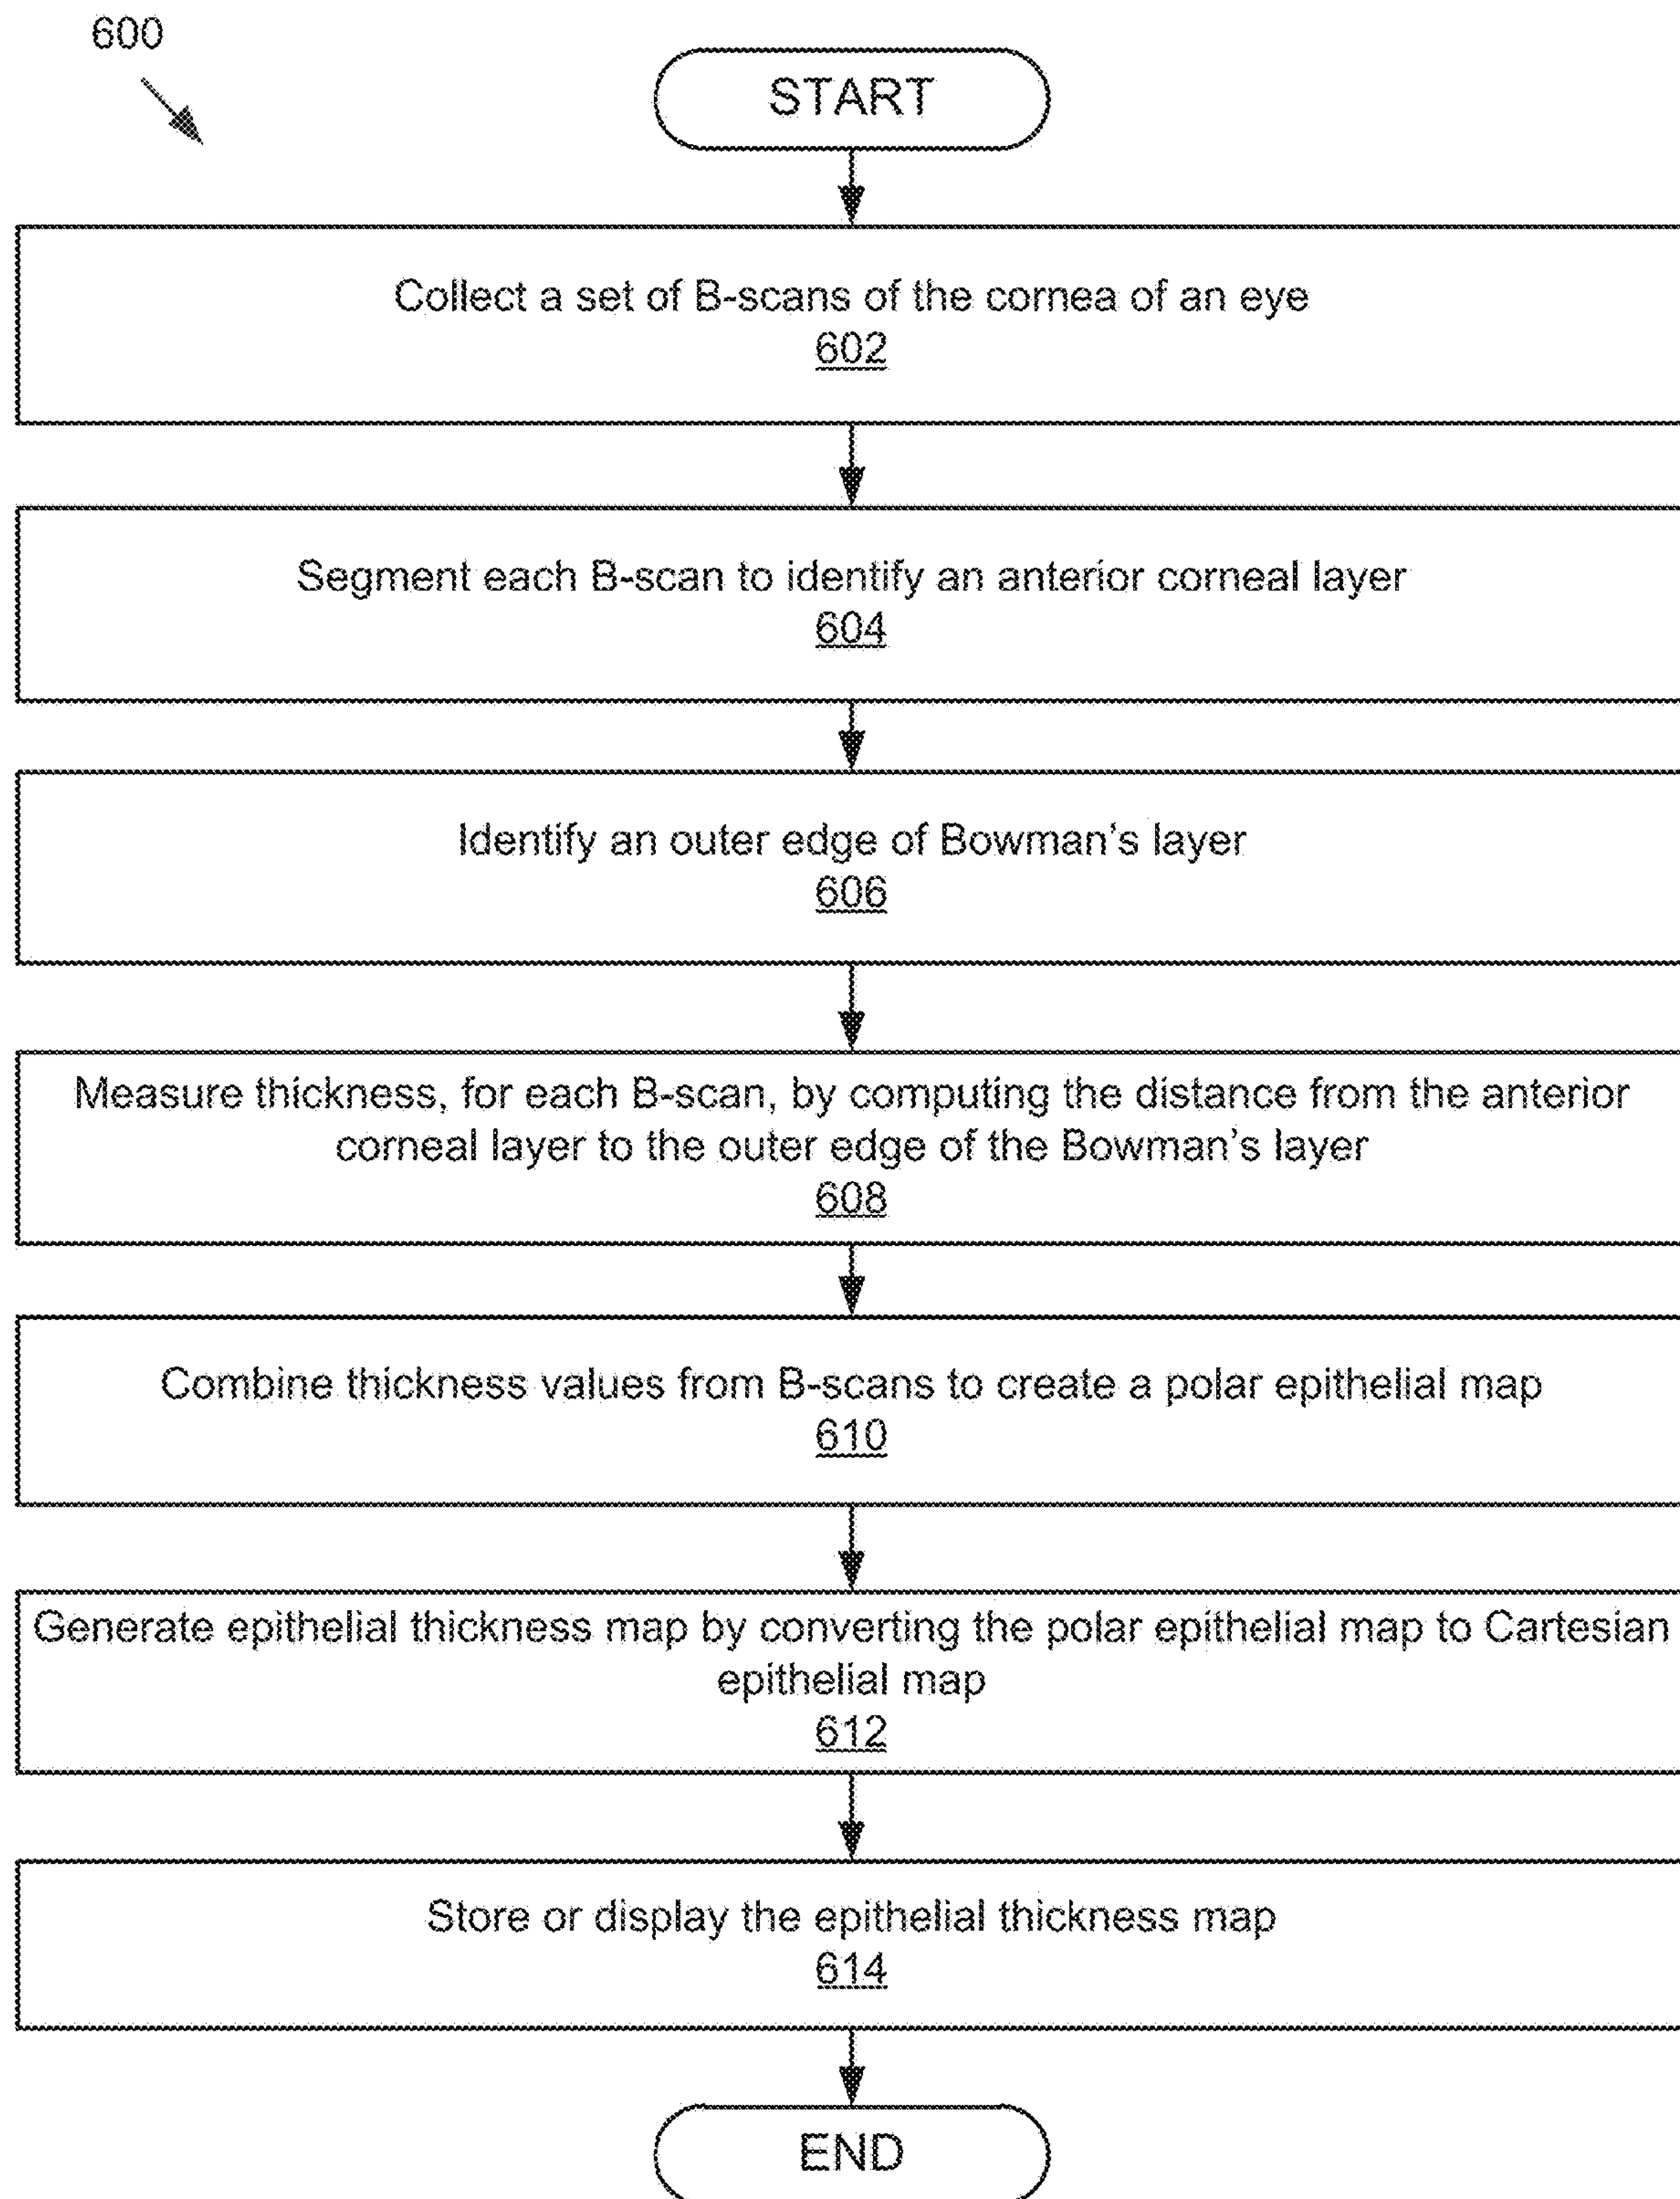 600
START
Collect a set of B-scans of the cornea of an eye
602
Segment each B-scan to identify an anterior corneal layer
604
Identify an outer edge of Bowman's layer
606
Measure thickness, for each B-scan, by computing the distance from the anterior
corneal layer to the outer edge of the Bowman's layer
608
Combine thickness values from B-scans to create a polar epithelial map
610
Generate epithelial thickness map by converting the polar epithelial map to Cartesian
epithelial map
612
Store or display the epithelial thickness map
614
END